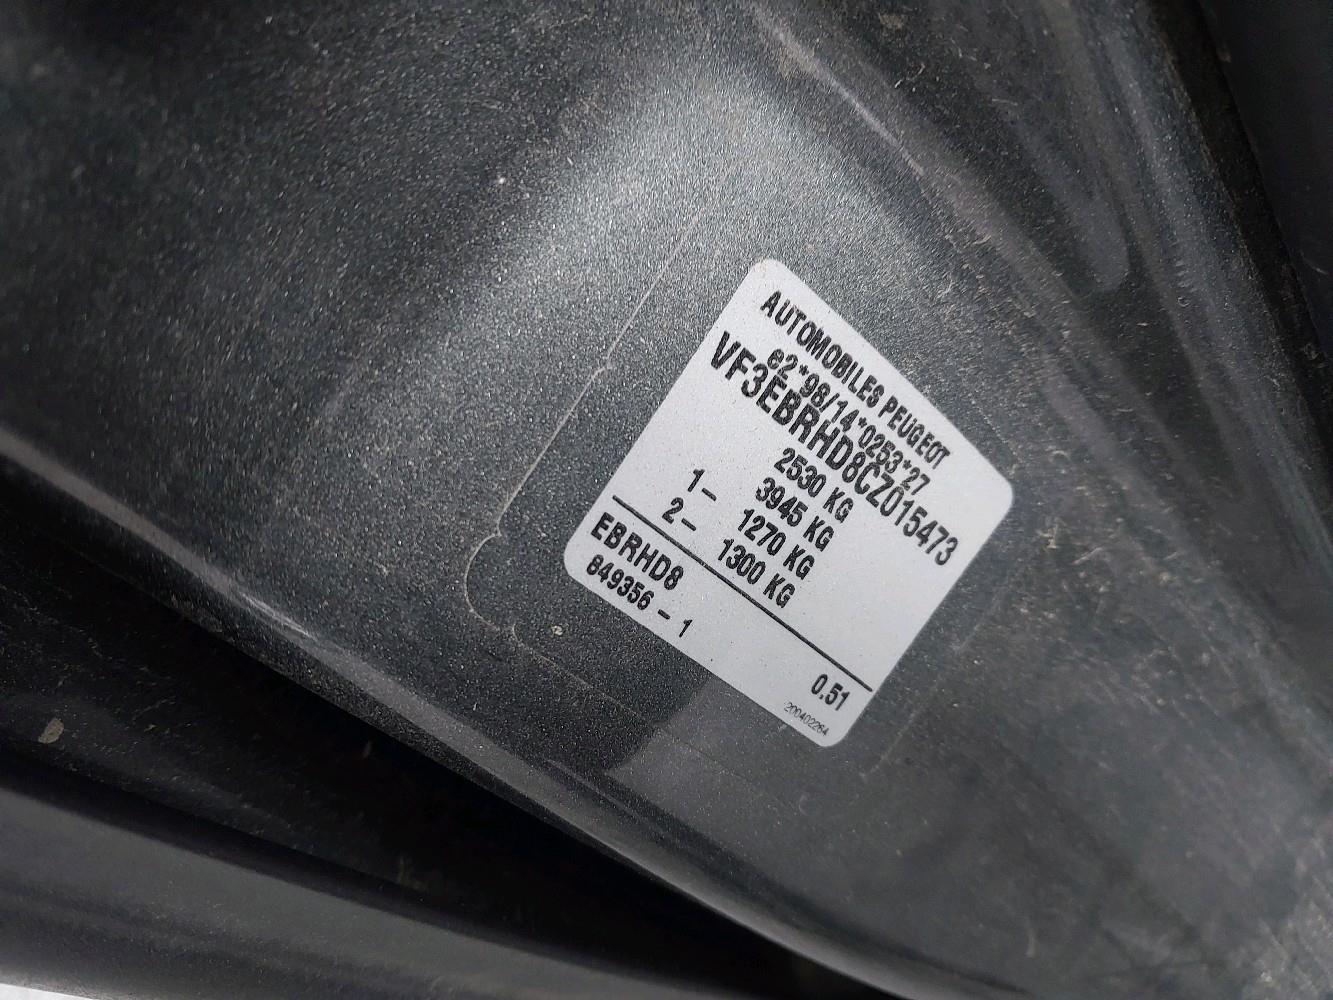 AUTOMOBILES PEUGEOT
e2*98/14*0253*27
VF3EBRHD8CZ015473
2530 KG
3945 KG
1- 1270 KG
2- 1300 KG
EBRHD8
849356 - 1
0.51
200402264